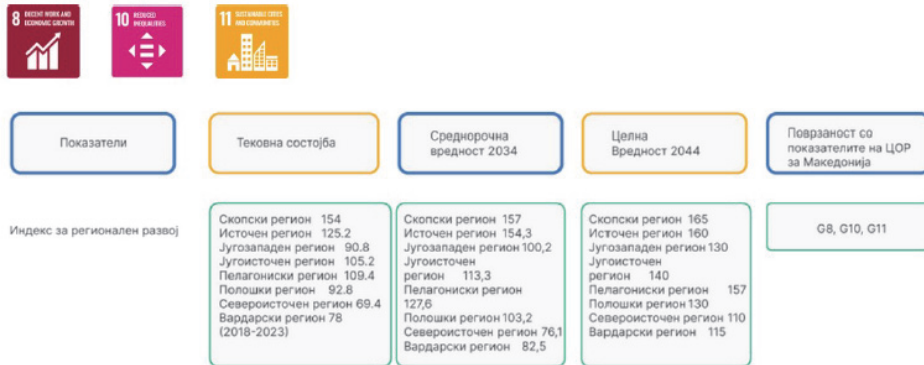 8 DECENT WORK AND ECONOMIC GROWTH
10 REDUCED INEQUALITIES
11 SUSTAINABLE CITIES AND COMMUNITIES
Показатели
Тековна состојба
Среднорочна
вредност 2034
Целна
Вредност 2044
Поврзаност со
показателите на ЦОР
за Македонија
Индекс за регионален развој
Скопски регион 154
Источен регион 125.2
Југозападен регион 90.8
Југоисточен регион 105.2
Пелагониски регион 109.4
Полошки регион 92.8
Североисточен регион 69.4
Вардарски регион 78
(2018-2023)
Скопски регион 157
Источен регион 154,3
Југозападен регион 100,2
Југоисточен
регион 113,3
Пелагониски регион
127,6
Полошки регион 103,2
Североисточен регион 76,1
Вардарски регион 82,5
Скопски регион 165
Источен регион 160
Југозападен регион 130
Југоисточен
регион 140
Пелагониски регион 157
Полошки регион 130
Североисточен регион 110
Вардарски регион 115
G8, G10, G11